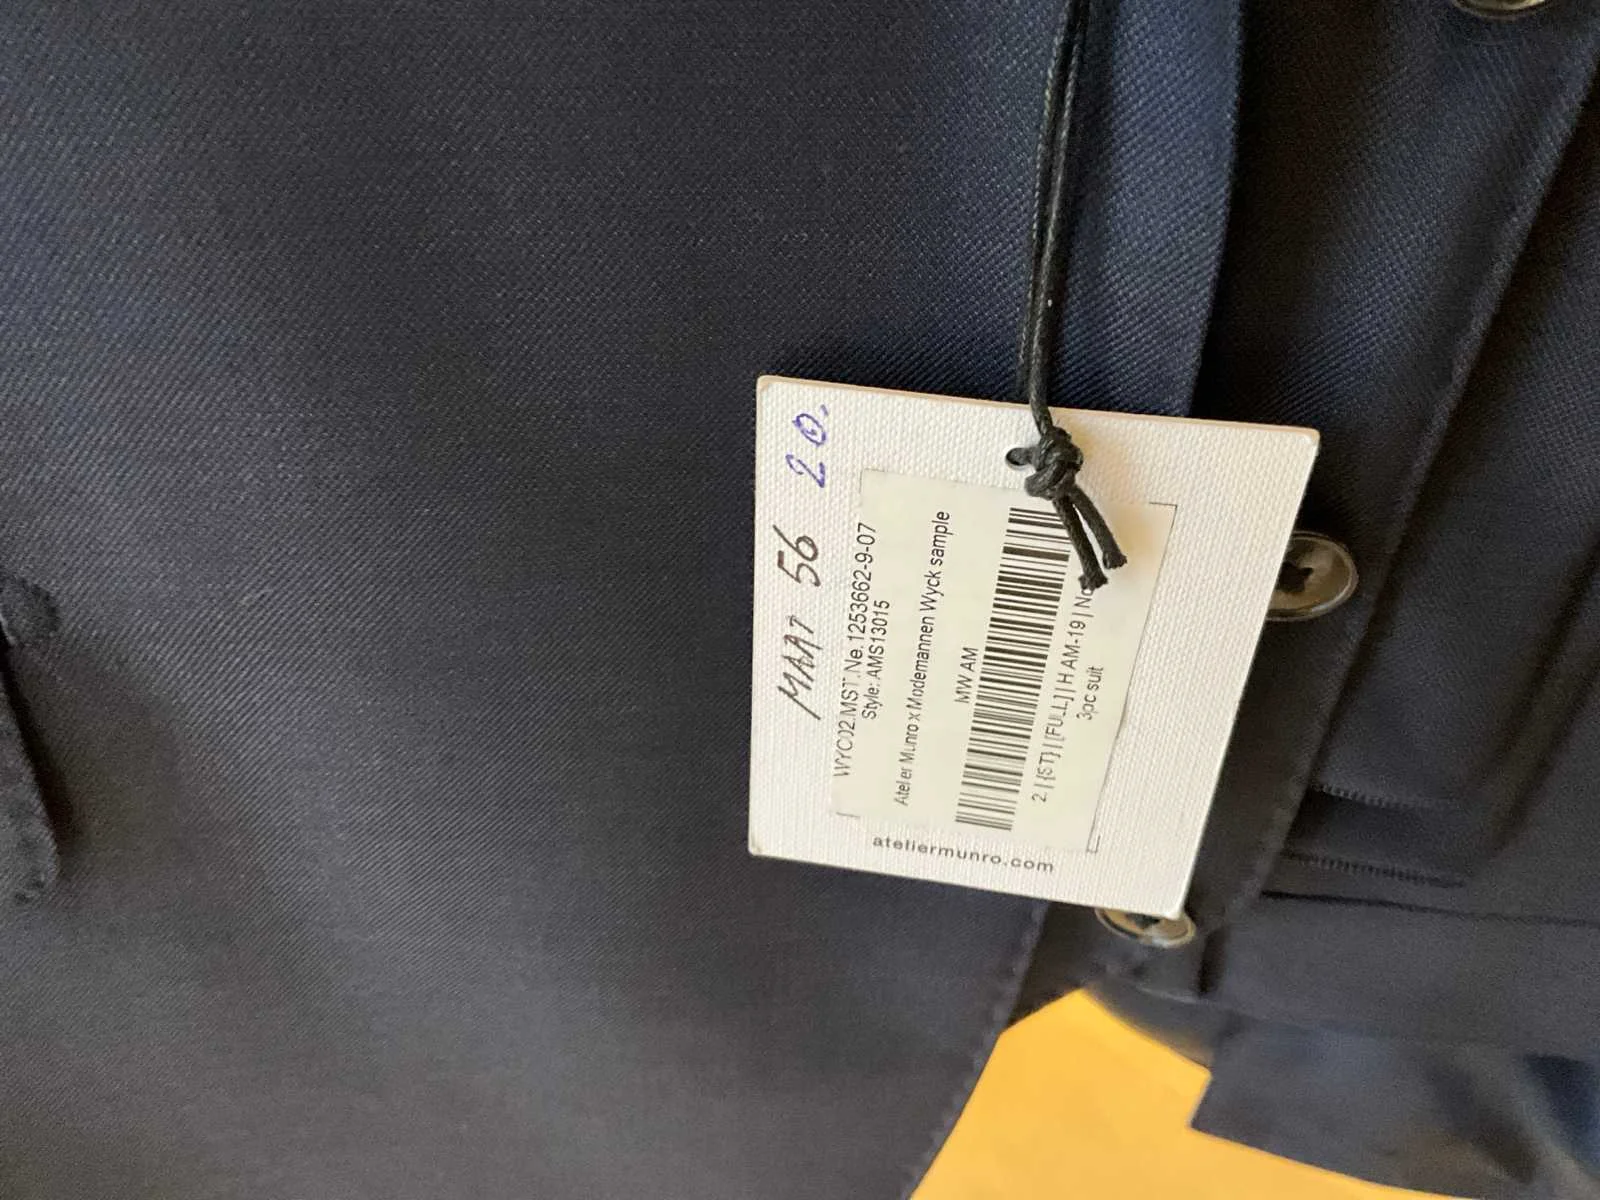 MAAT 56 20.
WYC02.MST.Ne.1253662-9-07
Style: AMS13015
Atelier Munro x Modemannen Wyck sample
MW AM
2 | {ST} | [FULL] | H AM-19 |
3pc suit
ateliermunro.com